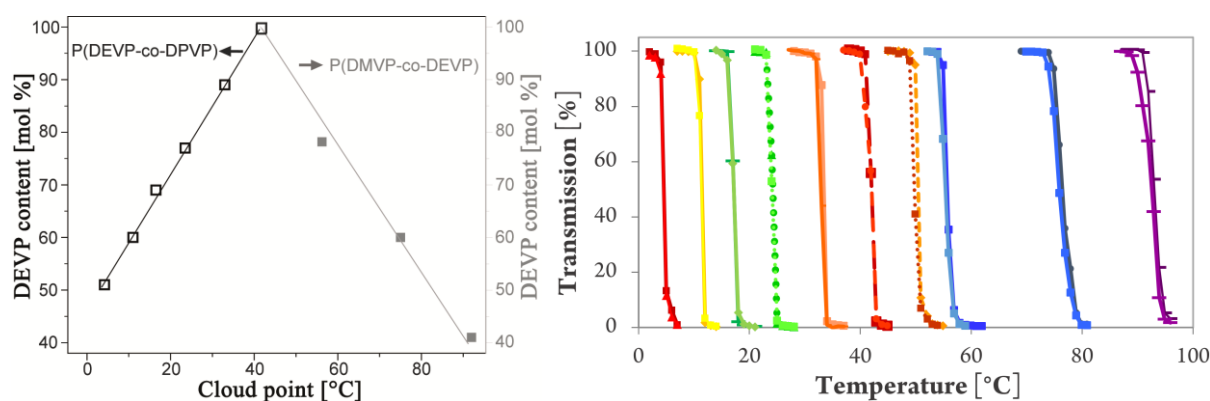 DEVP content [mol %]
100
90
80
70
60
50
40
P(DEVP-co-DPVP)
P(DMVP-co-DEVP)
100
90
80
70
60
50
40
DEVP content [mol %]
0 20 40 60 80
Cloud point [°C]
Transmission [%]
100
80
60
40
20
0
0 20 40 60 80 100
Temperature [°C]